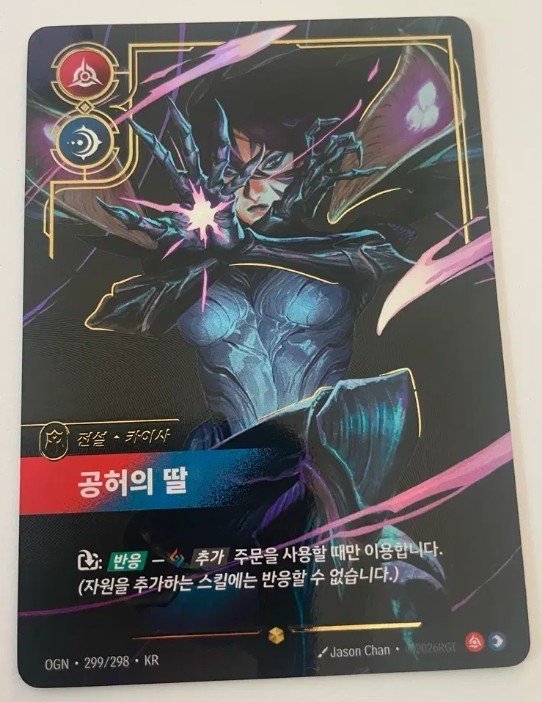 전설 • 카이사
공허의 딸
: 반응 — 추가 주문을 사용할 때만 이용합니다.
(자원을 추가하는 스킬에는 반응할 수 없습니다.)
OGN • 299/298 • KR
Jason Chan • ©2026RGI